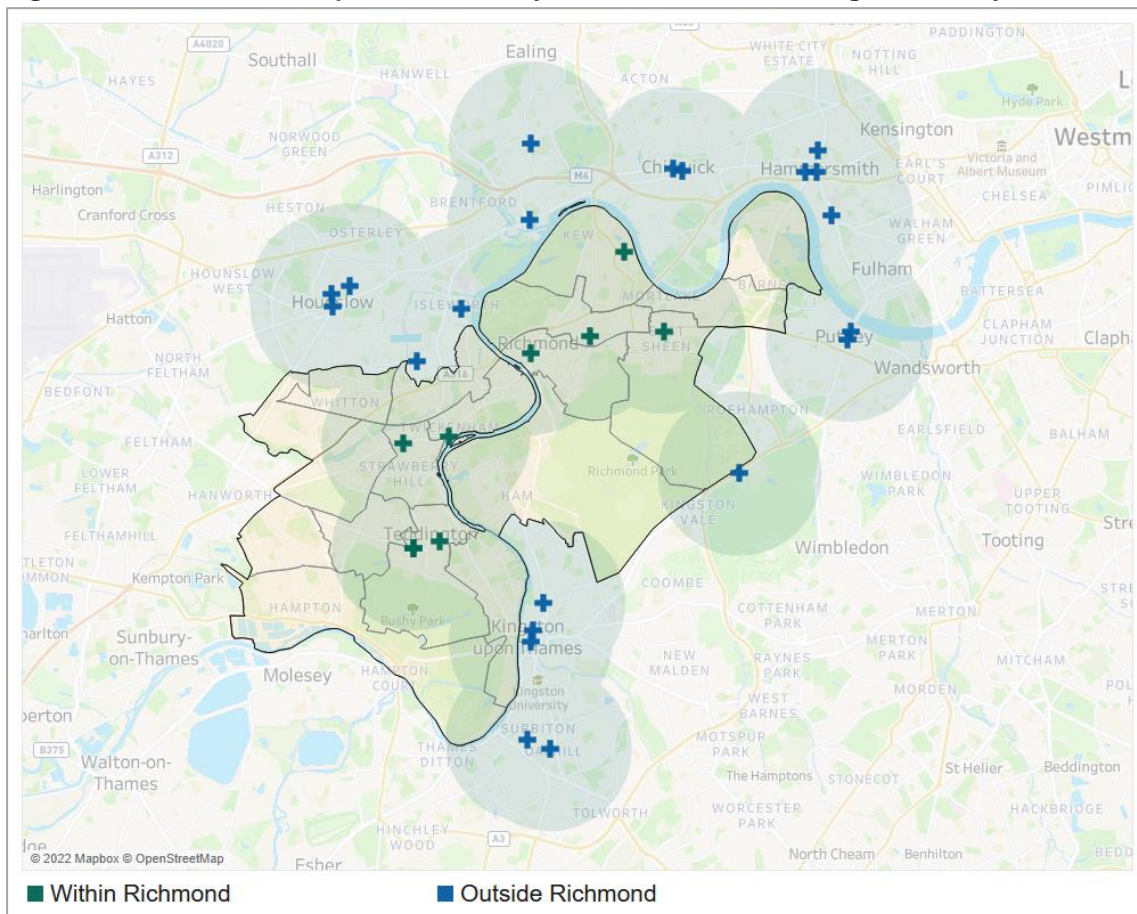 PADDINGTON
A4020
Southall
Ealing
WHITE CITY
ESTATE
NOTTING
HILL
HAYES
HANWELL
ACTON
Hyde Park
NORWOOD
GREEN
Kensington
Westm
A312
M4
Chiswick
Hammersmith
EARL'S
COURT
Victoria and
Albert Museum
Harlington
CHELSEA
PIMLIC
Cranford Cross
HESTON
BRENTFORD
OSTERLEY
KEW
WALHAM
GREEN
HOUNSLOW
WEST
Fulham
Hounslow
ISLEWORTH
MORTLAKE
BATTERSEA
Hatton
Richmond
SHEEN
Putney
CLAPHAM
JUNCTION
Claph
NORTH
FELTHAM
A316
Wandsworth
BEDFONT
WHITTON
ROEHAMPTON
EARLSFIELD
FELTHAM
TWICKENHAM
BALHAM
LOWER
FELTHAM
STRAWBERRY
HILL
Richmond Park
WIMBLEDON
PARK
HANWORTH
HAM
KINGSTON
VALE
UPPER
TOOTING
FELTHAMHILL
Teddington
Wimbledon
Tooting
Kempton Park
COOMBE
HAMPTON
Bushy Park
COTTENHAM
PARK
MERTON
Sunbury-
on-Thames
Kingston
upon Thames
RAYNES
PARK
MERTON
PARK
MITCHAM
Molesey
HAMPTON
COURT
NEW
MALDEN
Kingston
University
WEST
BARNES
MORDEN
SURBITON
OAKHILL
MOTSPUR
PARK
B375
THAMES
DITTON
St Helier
Beddington
Walton-on-
Thames
The Hamptons
STONECOT
TOLWORTH
WORCESTER
PARK
HACKBRIDGE
HINCHLEY
WOOD
A3
North Cheam
Benhilton
© 2022 Mapbox © OpenStreetMap
Esher
Within Richmond
Outside Richmond